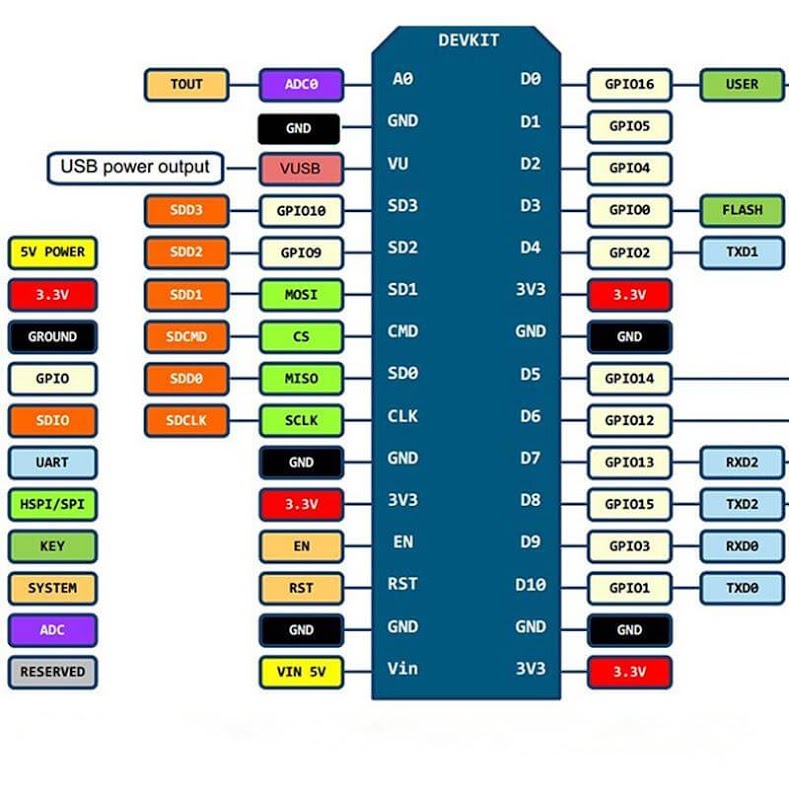 DEVKIT
TOUT ADC0 A0 D0 GPIO16 USER
GND GND D1 GPIO5
USB power output VUSB VU D2 GPIO4
SDD3 GPIO10 SD3 D3 GPIO0 FLASH
5V POWER SDD2 GPIO9 SD2 D4 GPIO2 TXD1
3.3V SDD1 MOSI SD1 3V3 3.3V
GROUND SDCMD CS CMD GND GND
GPIO SDD0 MISO SD0 D5 GPIO14
SDIO SDCLK SCLK CLK D6 GPIO12
UART GND GND D7 GPIO13 RXD2
HSPI/SPI 3.3V 3V3 D8 GPIO15 TXD2
KEY EN EN D9 GPIO3 RXD0
SYSTEM RST RST D10 GPIO1 TXD0
ADC GND GND GND GND
RESERVED VIN 5V Vin 3V3 3.3V